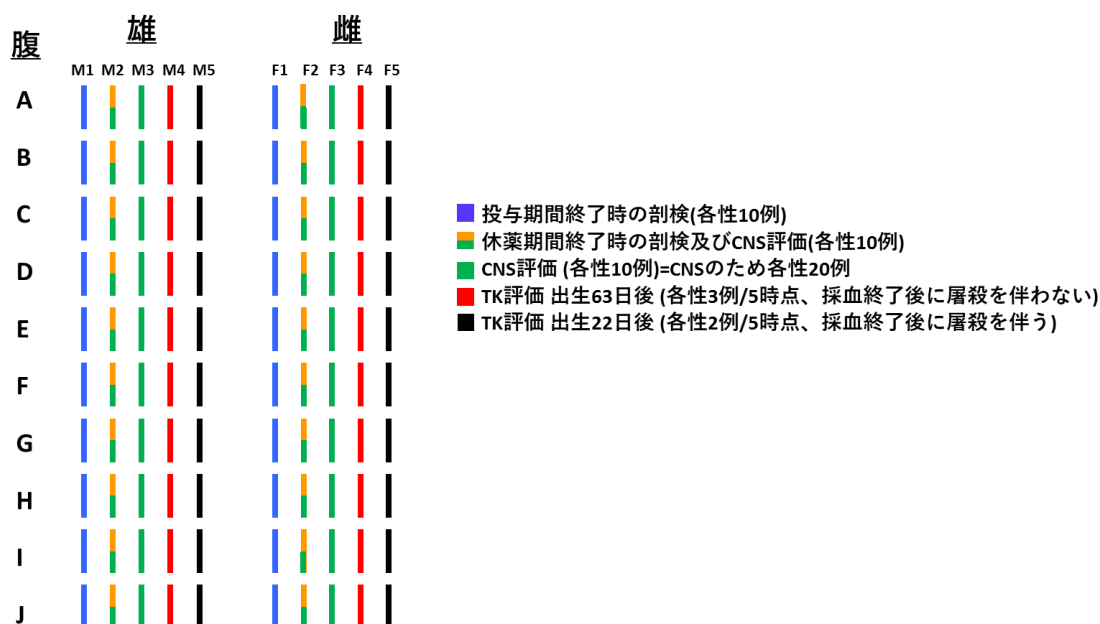 腹
雄
雌
M1 M2 M3 M4 M5
F1 F2 F3 F4 F5
A
B
C
D
E
F
G
H
I
J
投与期間終了時の剖検(各性10例)
休薬期間終了時の剖検及びCNS評価(各性10例)
CNS評価 (各性10例)=CNSのため各性20例
TK評価 出生63日後 (各性3例/5時点、採血終了後に屠殺を伴わない)
TK評価 出生22日後 (各性2例/5時点、採血終了後に屠殺を伴う)